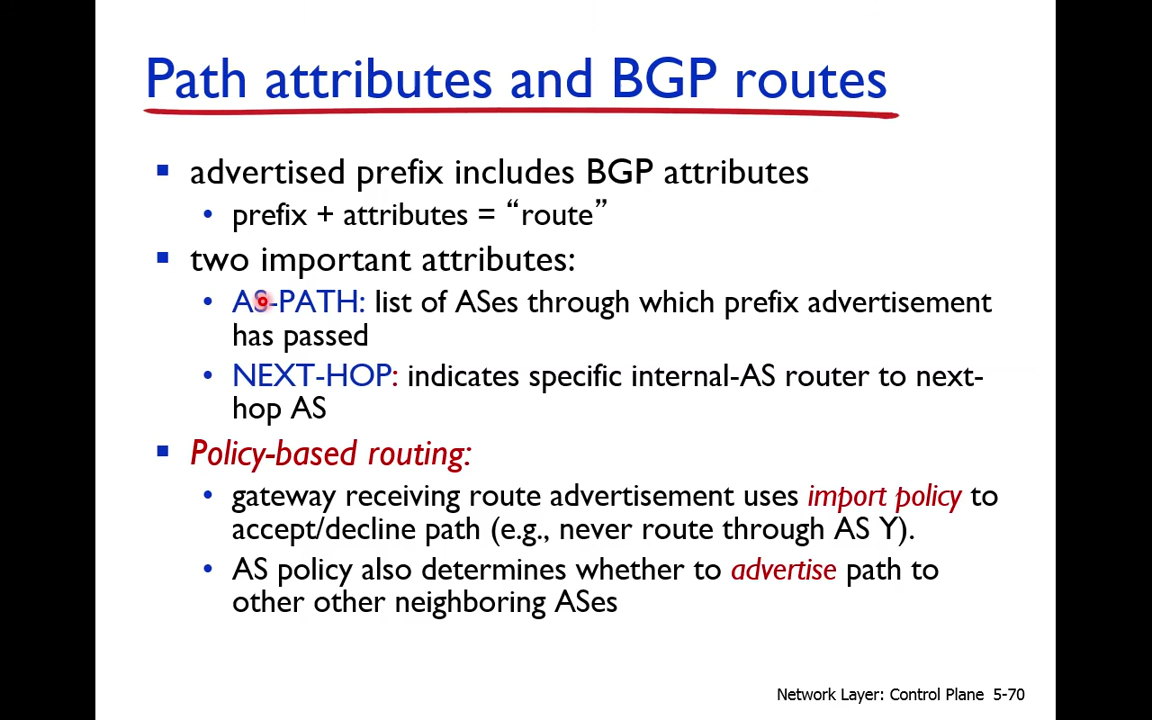 Path attributes and BGP routes
▪ advertised prefix includes BGP attributes
• prefix + attributes = “route”
▪ two important attributes:
• AS-PATH: list of ASes through which prefix advertisement
has passed
• NEXT-HOP: indicates specific internal-AS router to next-
hop AS
▪ Policy-based routing:
• gateway receiving route advertisement uses import policy to
accept/decline path (e.g., never route through AS Y).
• AS policy also determines whether to advertise path to
other other neighboring ASes
Network Layer: Control Plane 5-70